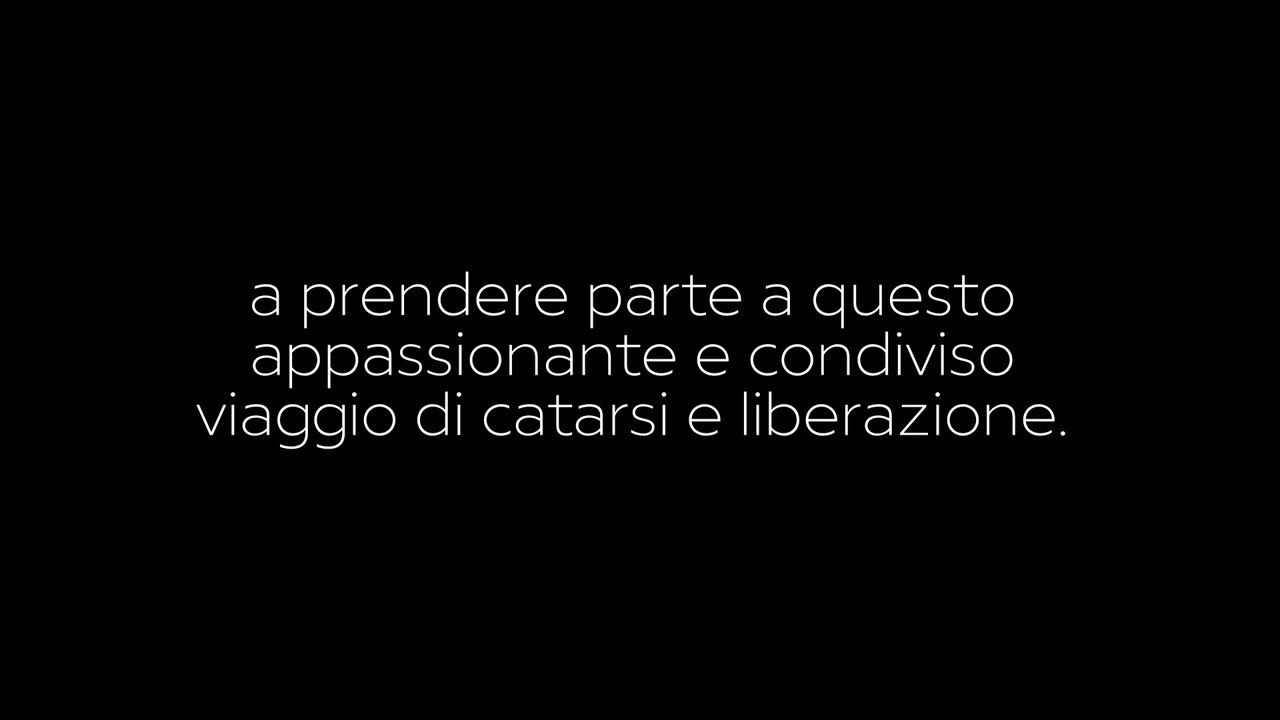 a prendere parte a questo
appassionante e condiviso
viaggio di catarsi e liberazione.